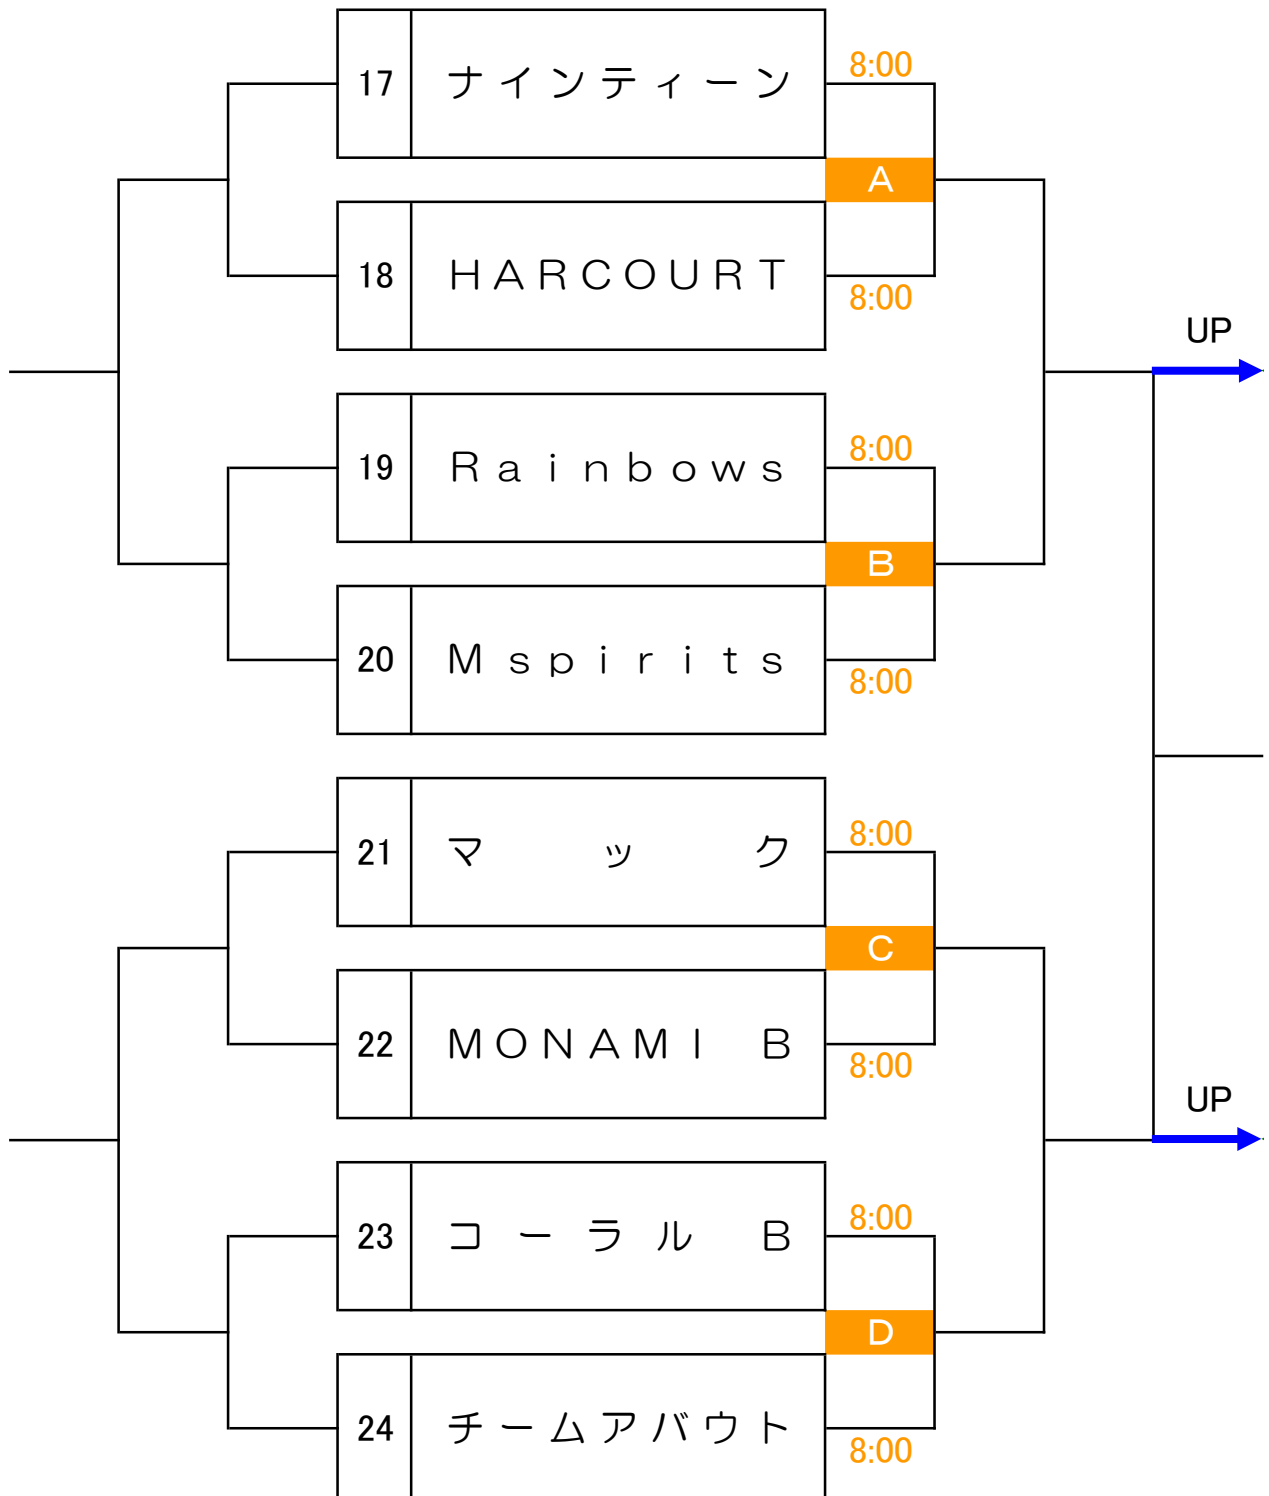 17 ナインティーン 8:00
A
18 HARCOURT 8:00
UP
19 Rainbows 8:00
B
20 Mspirits 8:00
21 マック 8:00
C
22 MONAMI B 8:00
UP
23 コーラル B 8:00
D
24 チームアバウト 8:00